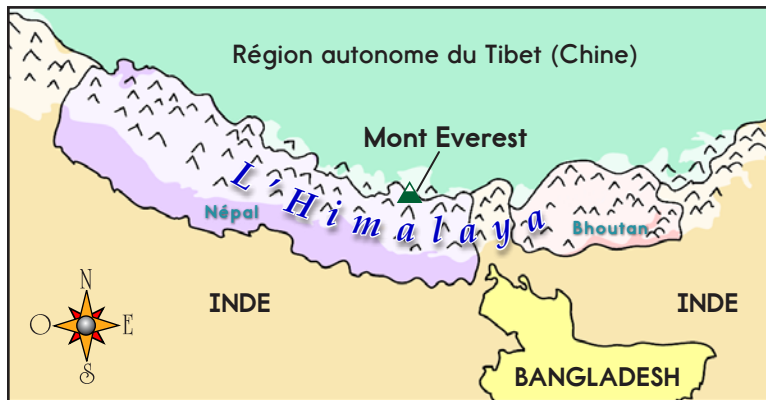 Région autonome du Tibet (Chine)
Mont Everest
L'Himalaya
Népal
Bhoutan
INDE
INDE
N
O
E
S
BANGLADESH